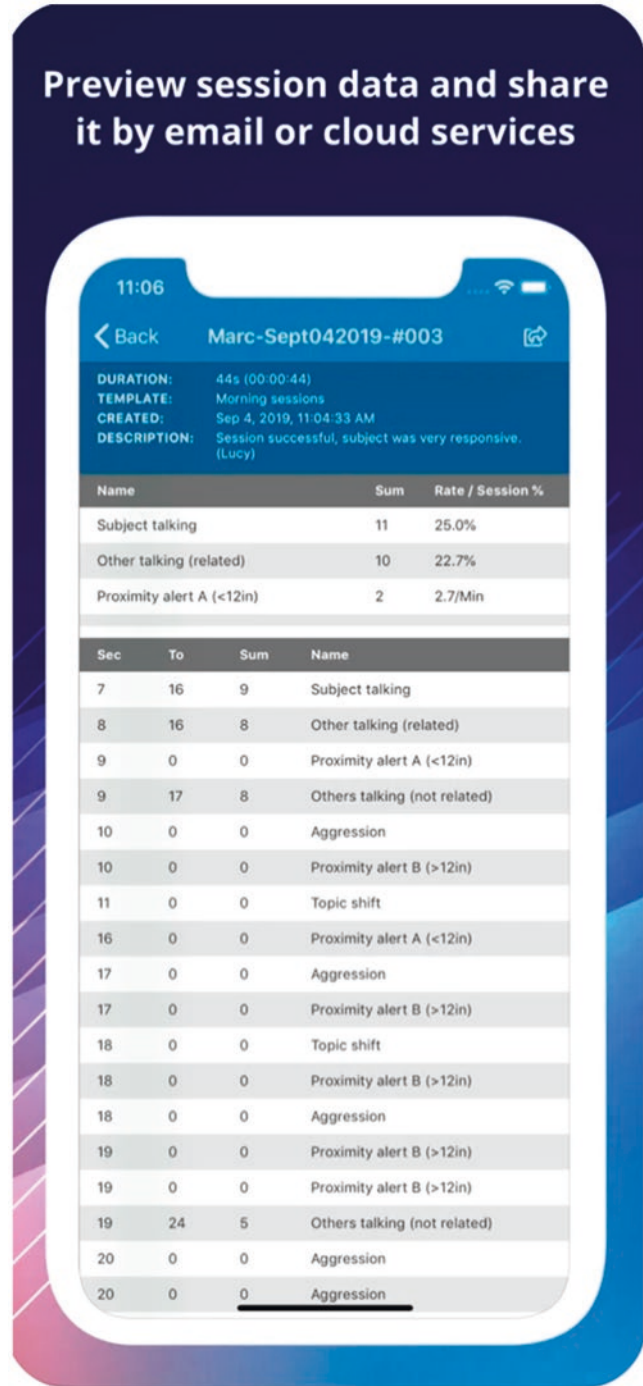 Preview session data and share
it by email or cloud services
11:06
Back Marc-Sept042019-#003
DURATION: 44s (00:00:44)
TEMPLATE: Morning sessions
CREATED: Sep 4, 2019, 11:04:33 AM
DESCRIPTION: Session successful, subject was very responsive.
(Lucy)
Name Sum Rate / Session %
Subject talking 11 25.0%
Other talking (related) 10 22.7%
Proximity alert A (<12in) 2 2.7/Min
Sec To Sum Name
7 16 9 Subject talking
8 16 8 Other talking (related)
9 0 0 Proximity alert A (<12in)
9 17 8 Others talking (not related)
10 0 0 Aggression
10 0 0 Proximity alert B (>12in)
11 0 0 Topic shift
16 0 0 Proximity alert A (<12in)
17 0 0 Aggression
17 0 0 Proximity alert B (>12in)
18 0 0 Topic shift
18 0 0 Proximity alert B (>12in)
18 0 0 Aggression
19 0 0 Proximity alert B (>12in)
19 0 0 Proximity alert B (>12in)
19 24 5 Others talking (not related)
20 0 0 Aggression
20 0 0 Aggression